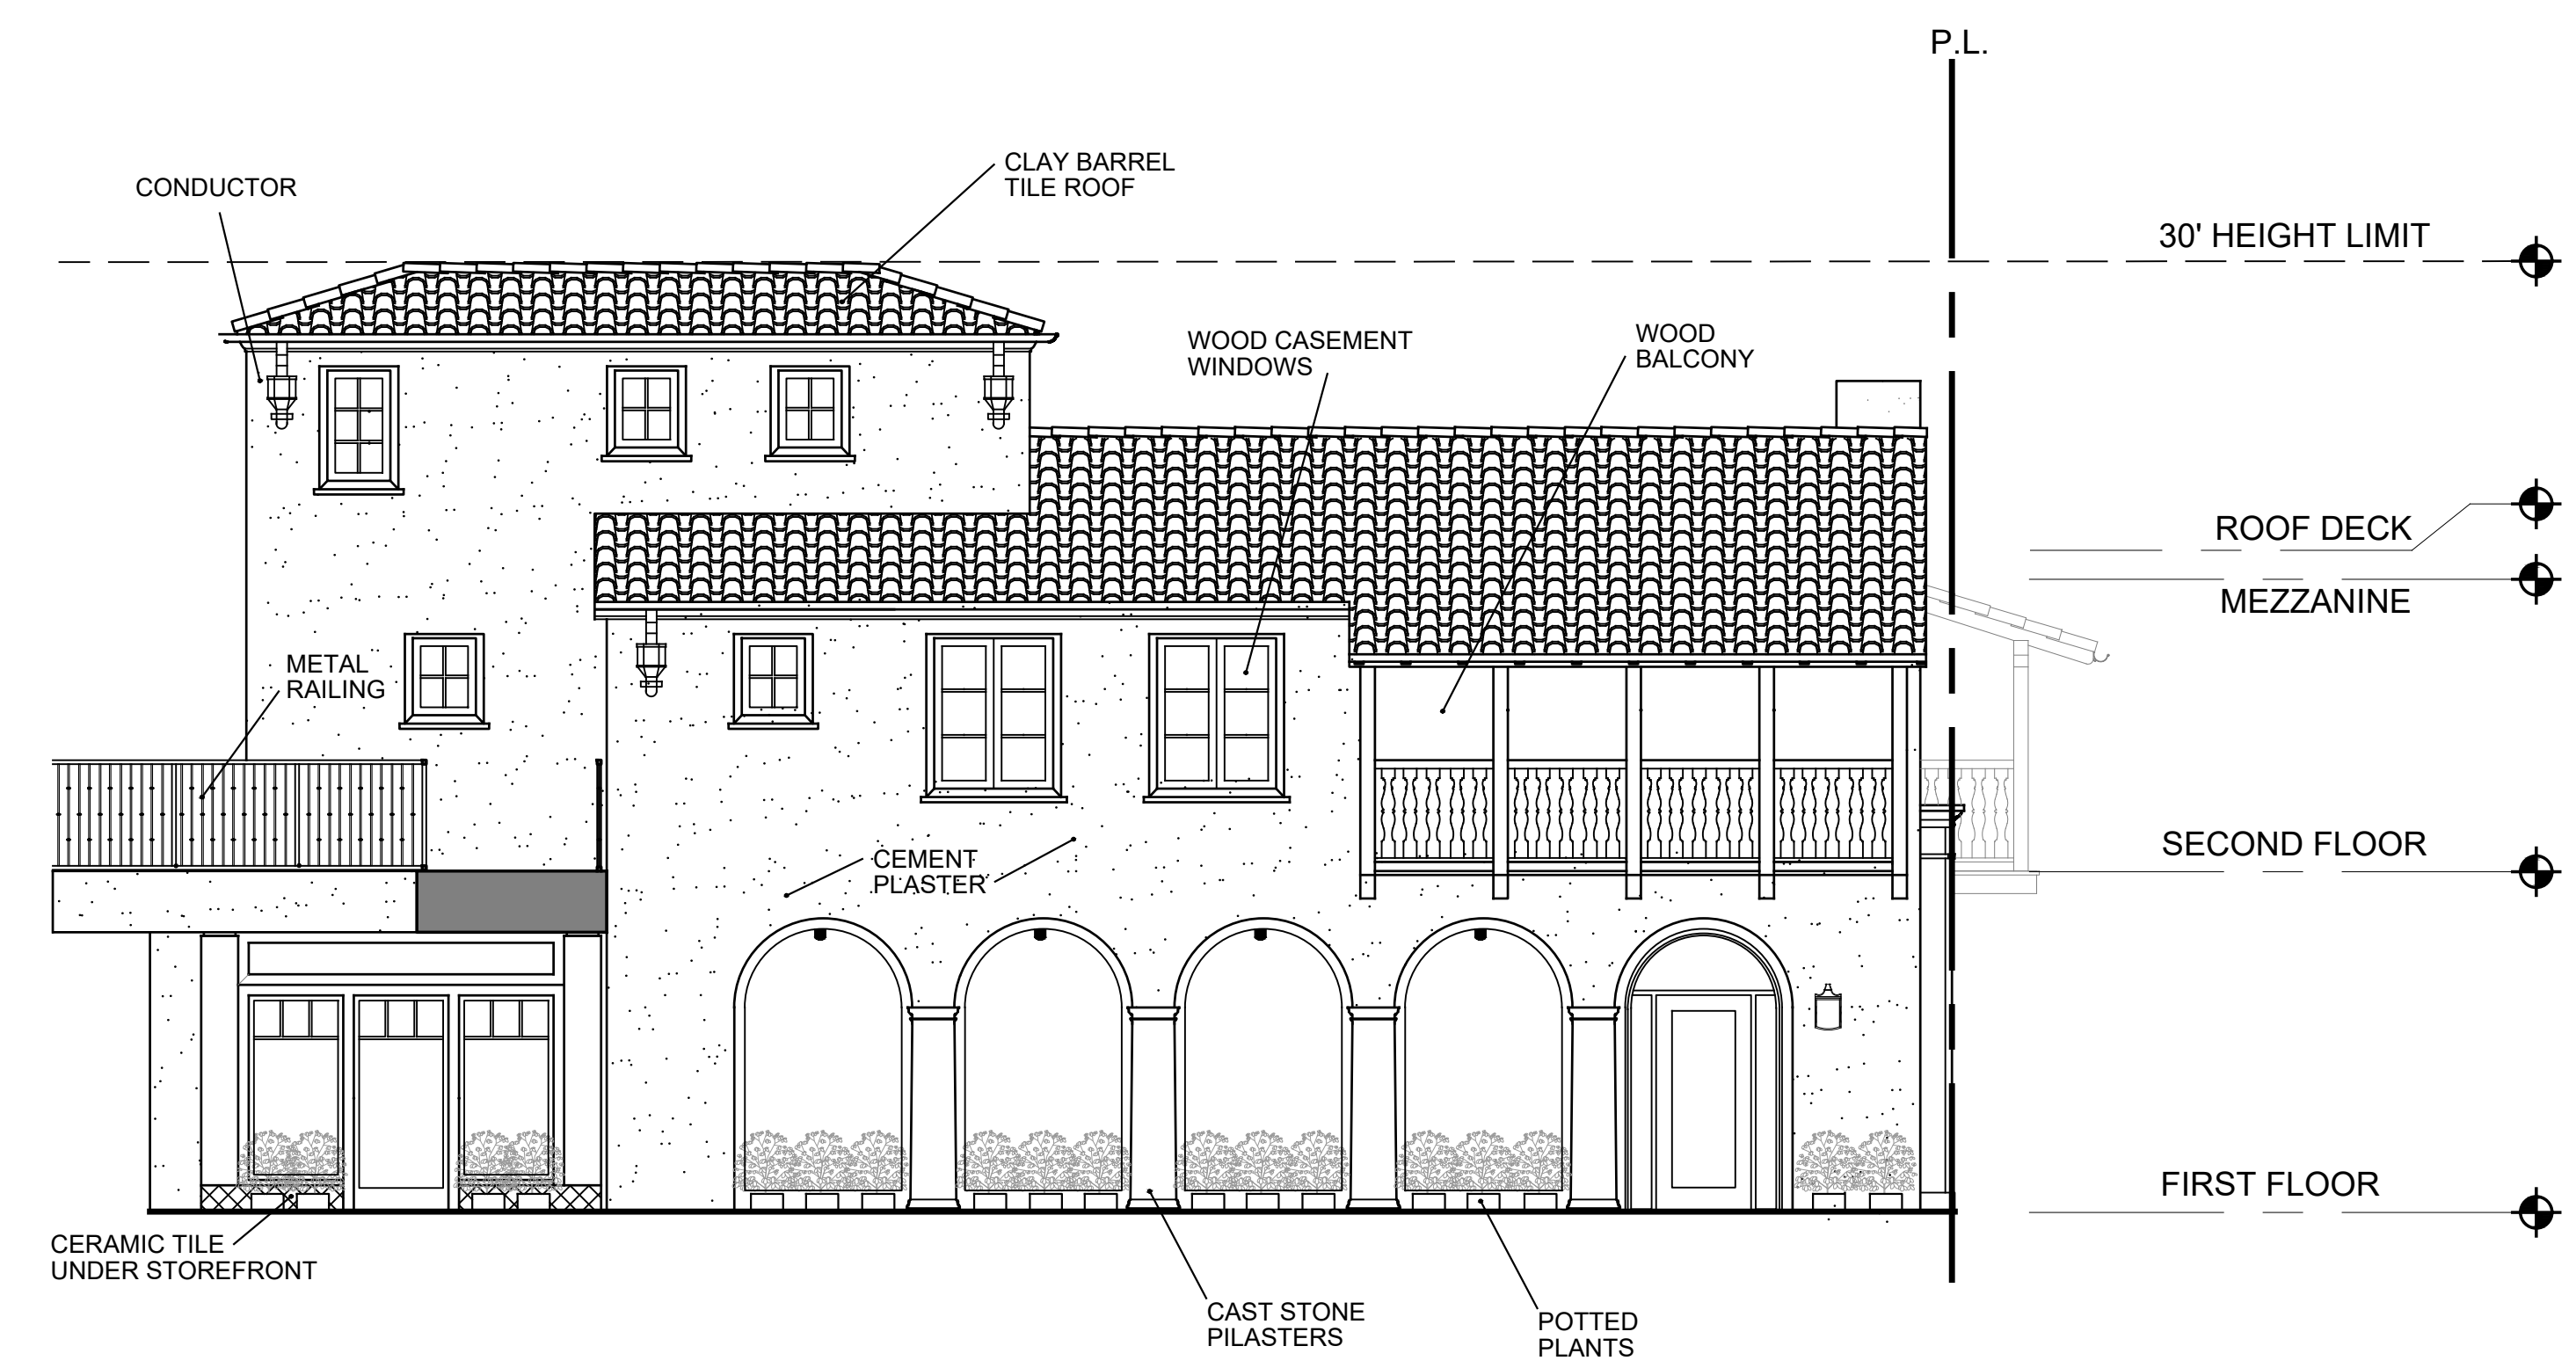 P.L.
CLAY BARREL
TILE ROOF
CONDUCTOR
30' HEIGHT LIMIT
WOOD CASEMENT
WINDOWS
WOOD
BALCONY
ROOF DECK
MEZZANINE
METAL
RAILING
SECOND FLOOR
CEMENT
PLASTER
FIRST FLOOR
CERAMIC TILE
UNDER STOREFRONT
CAST STONE
PILASTERS
POTTED
PLANTS